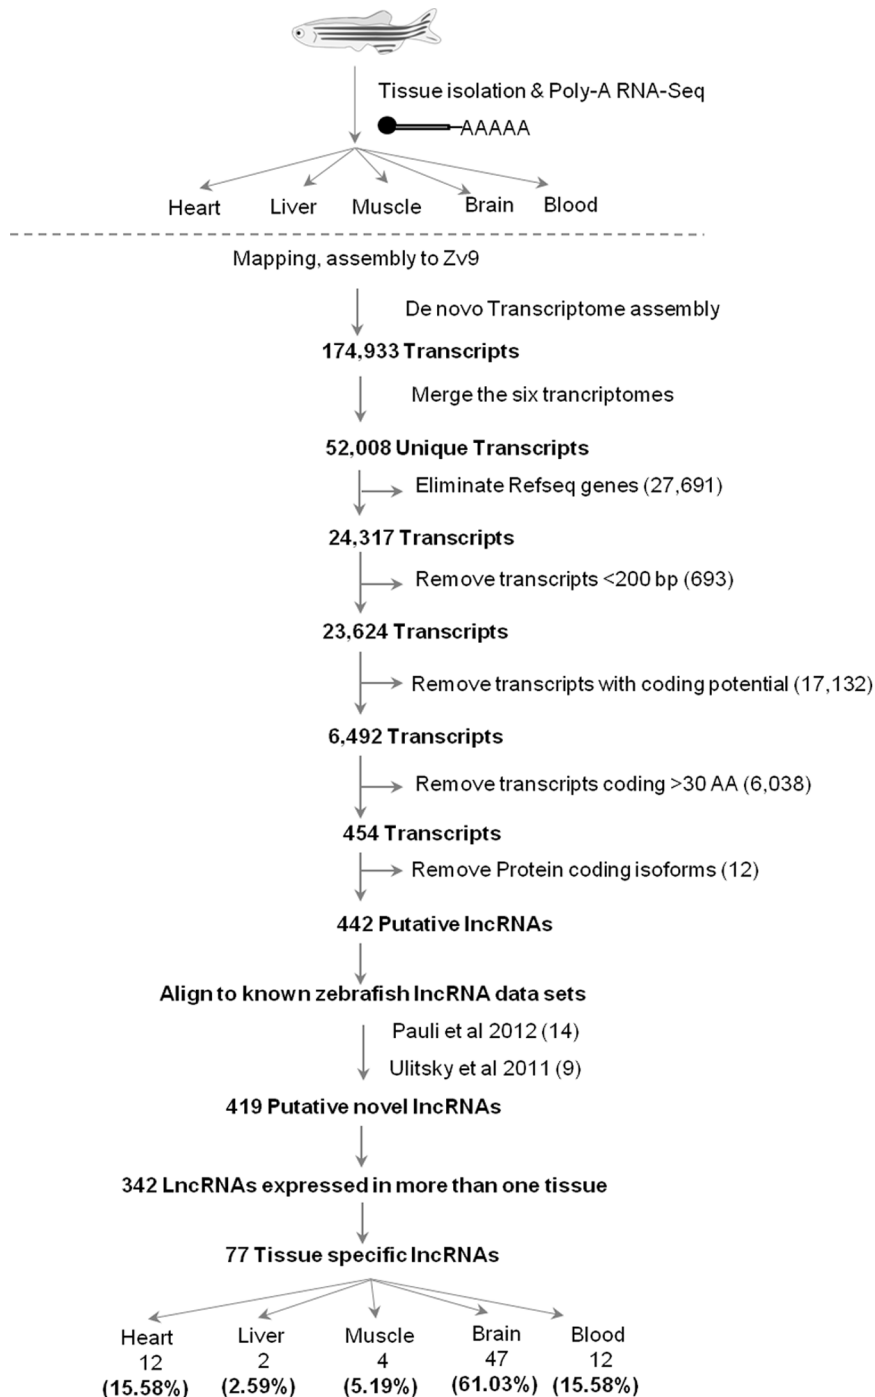 Tissue isolation & Poly-A RNA-Seq
AAAAA
Heart Liver Muscle Brain Blood
Mapping, assembly to Zv9
De novo Transcriptome assembly
174,933 Transcripts
Merge the six trancriptomes
52,008 Unique Transcripts
Eliminate Refseq genes (27,691)
24,317 Transcripts
Remove transcripts <200 bp (693)
23,624 Transcripts
Remove transcripts with coding potential (17,132)
6,492 Transcripts
Remove transcripts coding >30 AA (6,038)
454 Transcripts
Remove Protein coding isoforms (12)
442 Putative lncRNAs
Align to known zebrafish lncRNA data sets
Pauli et al 2012 (14)
Ulitsky et al 2011 (9)
419 Putative novel lncRNAs
342 LncRNAs expressed in more than one tissue
77 Tissue specific lncRNAs
Heart Liver Muscle Brain Blood
12 2 4 47 12
(15.58%) (2.59%) (5.19%) (61.03%) (15.58%)